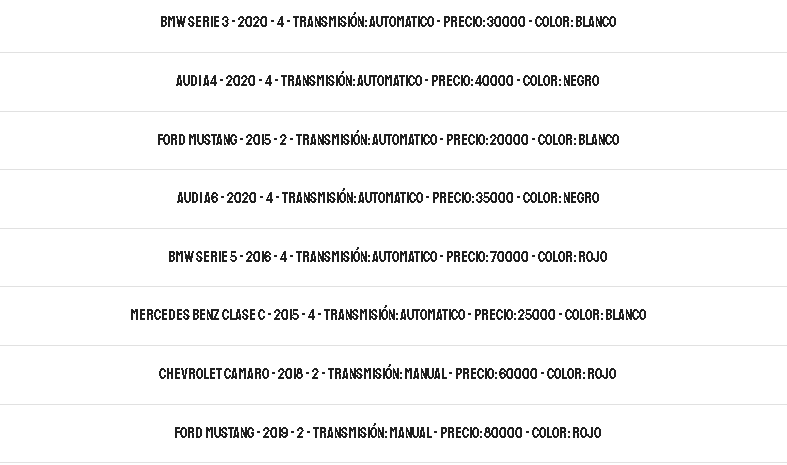 BMW SERIE 3 - 2020 - 4 - TRANSMISIÓN: AUTOMATICO - PRECIO: 30000 - COLOR: BLANCO
AUDI A4 - 2020 - 4 - TRANSMISIÓN: AUTOMATICO - PRECIO: 40000 - COLOR: NEGRO
FORD MUSTANG - 2015 - 2 - TRANSMISIÓN: AUTOMATICO - PRECIO: 20000 - COLOR: BLANCO
AUDI A6 - 2020 - 4 - TRANSMISIÓN: AUTOMATICO - PRECIO: 35000 - COLOR: NEGRO
BMW SERIE 5 - 2016 - 4 - TRANSMISIÓN: AUTOMATICO - PRECIO: 70000 - COLOR: ROJO
MERCEDES BENZ CLASE C - 2015 - 4 - TRANSMISIÓN: AUTOMATICO - PRECIO: 25000 - COLOR: BLANCO
CHEVROLET CAMARO - 2018 - 2 - TRANSMISIÓN: MANUAL - PRECIO: 60000 - COLOR: ROJO
FORD MUSTANG - 2019 - 2 - TRANSMISIÓN: MANUAL - PRECIO: 80000 - COLOR: ROJO